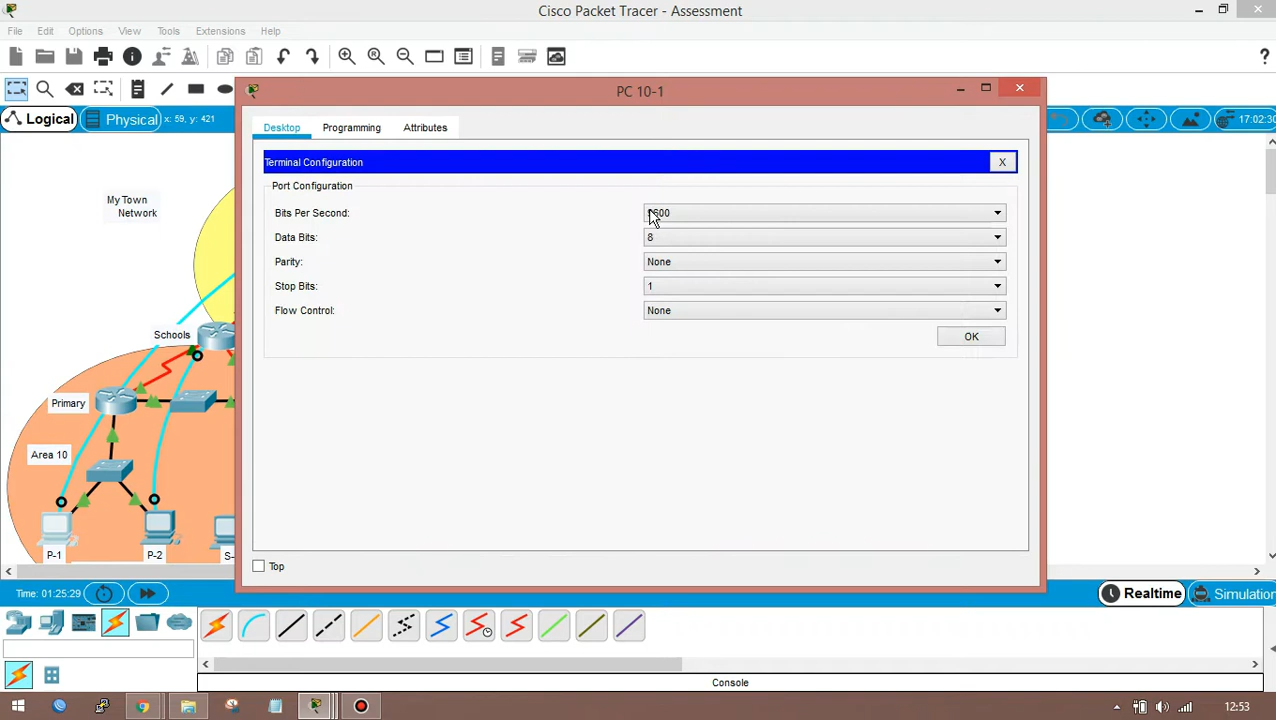 Cisco Packet Tracer - Assessment
File Edit Options View Tools Extensions Help
Logical Physical x: 59, y: 421 17:02:30
PC 10-1
Desktop Programming Attributes
Terminal Configuration X
Port Configuration
Bits Per Second:
Data Bits: 8
Parity: None
Stop Bits: 1
Flow Control: None
OK
Top
My Town
Network
Schools
Primary
Area 10
P-1 P-2 S-
Time: 01:25:29 Realtime Simulation
Console
12:53